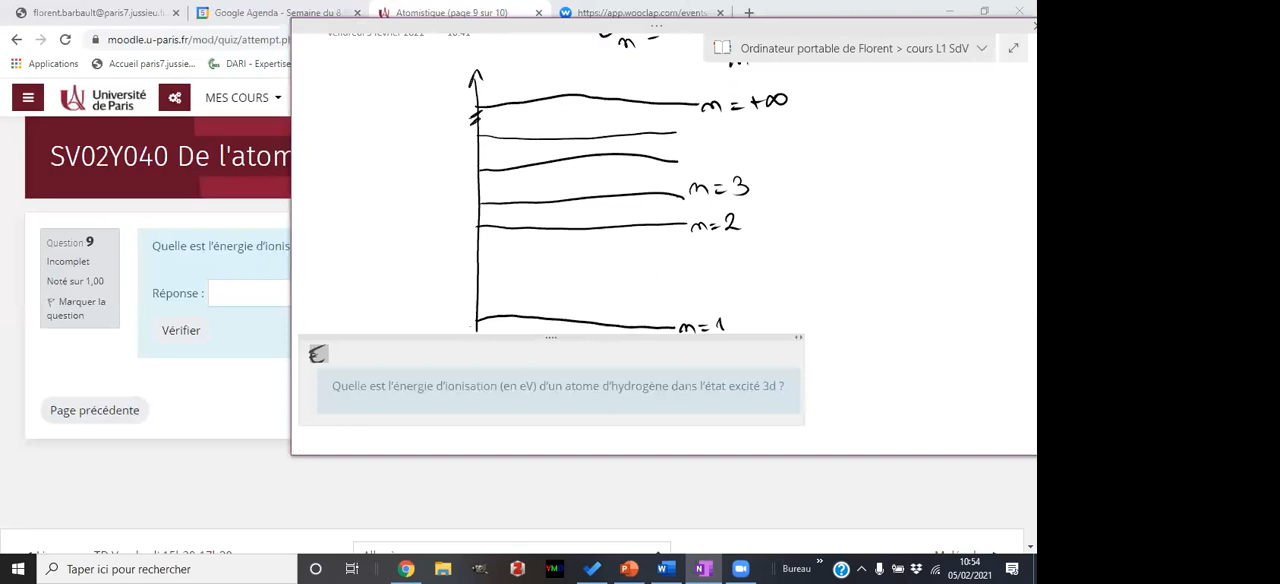 florent.barbault@paris7.jussieu.f
Google Agenda - Semaine du 8
Atomistique (page 9 sur 10)
https://app.wooclap.com/events
moodle.u-paris.fr/mod/quiz/attempt.ph
Ordinateur portable de Florent > cours L1 SdV
Applications
Accueil paris7.jussie...
DARI - Expertise
Université
de Paris
MES COURS
n = +∞
SV02Y040 De l'atom
n = 3
n = 2
Question 9
Incomplet
Noté sur 1,00
Marquer la
question
Quelle est l'énergie d'ionis
Réponse :
Vérifier
n = 1
Quelle est l'énergie d'ionisation (en eV) d'un atome d'hydrogène dans l'état excité 3d ?
Page précédente
Taper ici pour rechercher
Bureau
10:54
05/02/2021